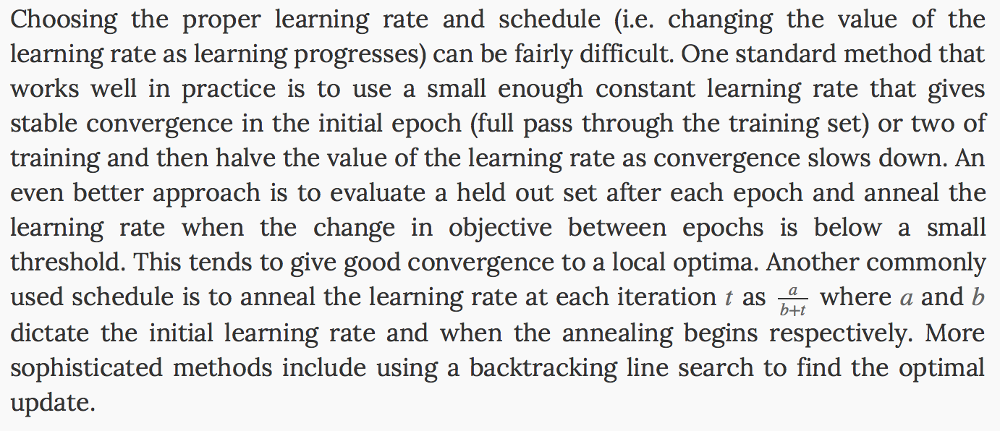 Choosing the proper learning rate and schedule (i.e. changing the value of the
learning rate as learning progresses) can be fairly difficult. One standard method that
works well in practice is to use a small enough constant learning rate that gives
stable convergence in the initial epoch (full pass through the training set) or two of
training and then halve the value of the learning rate as convergence slows down. An
even better approach is to evaluate a held out set after each epoch and anneal the
learning rate when the change in objective between epochs is below a small
threshold. This tends to give good convergence to a local optima. Another commonly
used schedule is to anneal the learning rate at each iteration t as a/(b+t) where a and b
dictate the initial learning rate and when the annealing begins respectively. More
sophisticated methods include using a backtracking line search to find the optimal
update.